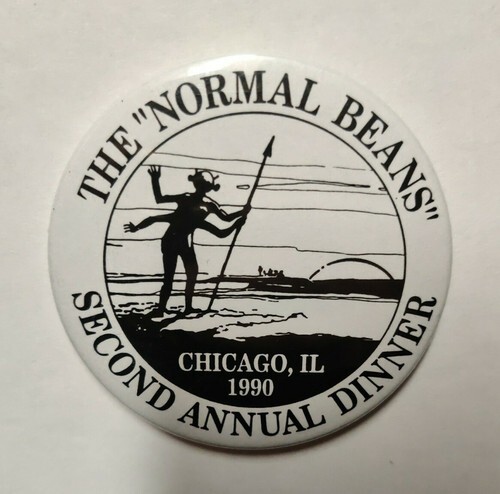 THE "NORMAL BEANS"
CHICAGO, IL
1990
SECOND ANNUAL DINNER